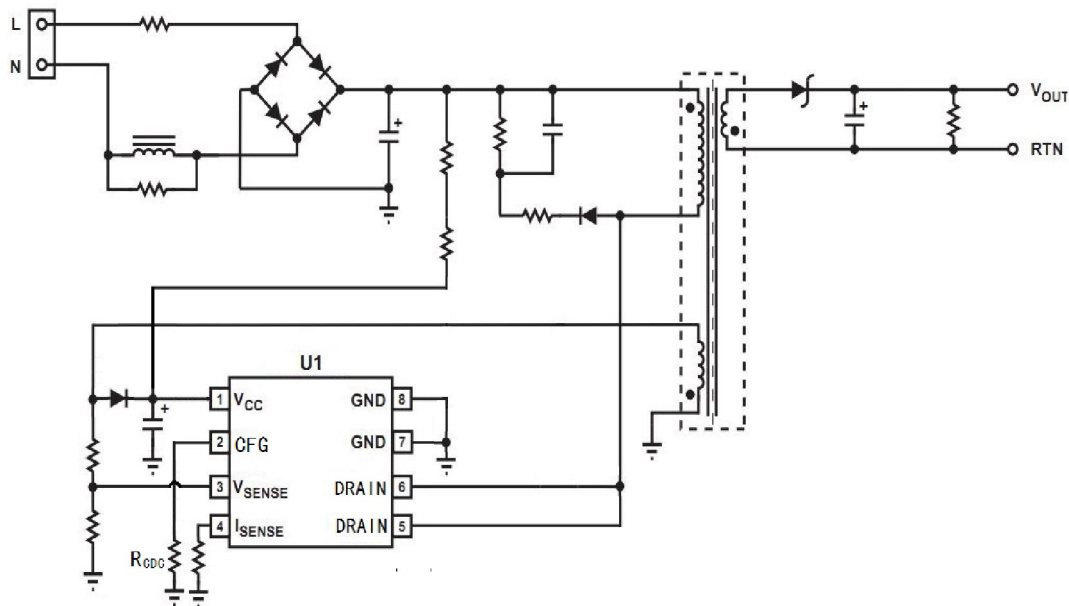 L
N
+
+
VOUT
RTN
U1
+
1 VCC
GND 8
2 CFG
GND 7
3 VSENSE
DRAIN 6
4 ISENSE
DRAIN 5
RCDC